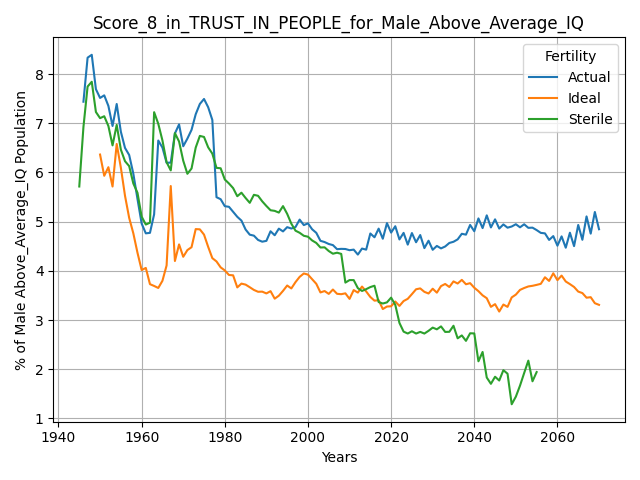 Score_8_in_TRUST_IN_PEOPLE_for_Male_Above_Average_IQ
% of Male Above_Average_IQ Population
8
7
6
5
4
3
2
1
Fertility
Actual
Ideal
Sterile
1940 1960 1980 2000 2020 2040 2060
Years